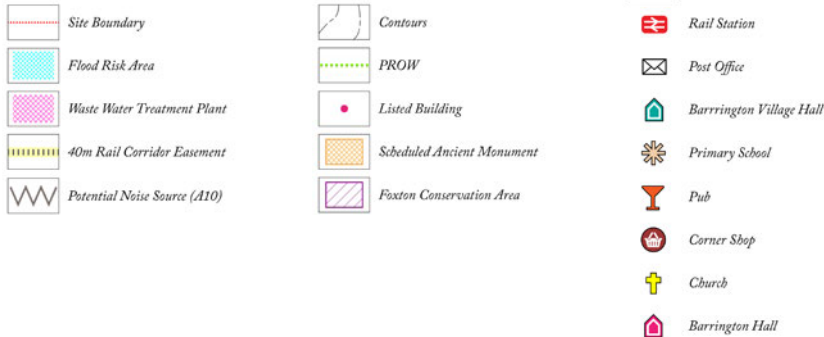 Site Boundary
Flood Risk Area
Waste Water Treatment Plant
40m Rail Corridor Easement
Potential Noise Source (A10)
Contours
PROW
Listed Building
Scheduled Ancient Monument
Foxton Conservation Area
Rail Station
Post Office
Barrrington Village Hall
Primary School
Pub
Corner Shop
Church
Barrington Hall